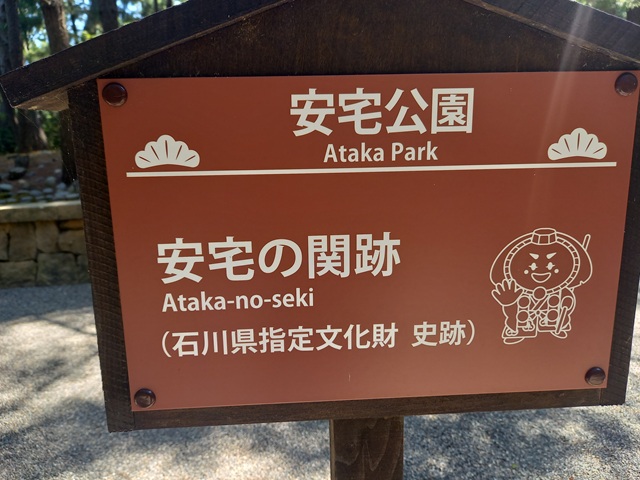 安宅公園
Ataka Park
安宅の関跡
Ataka-no-seki
（石川県指定文化財 史跡）